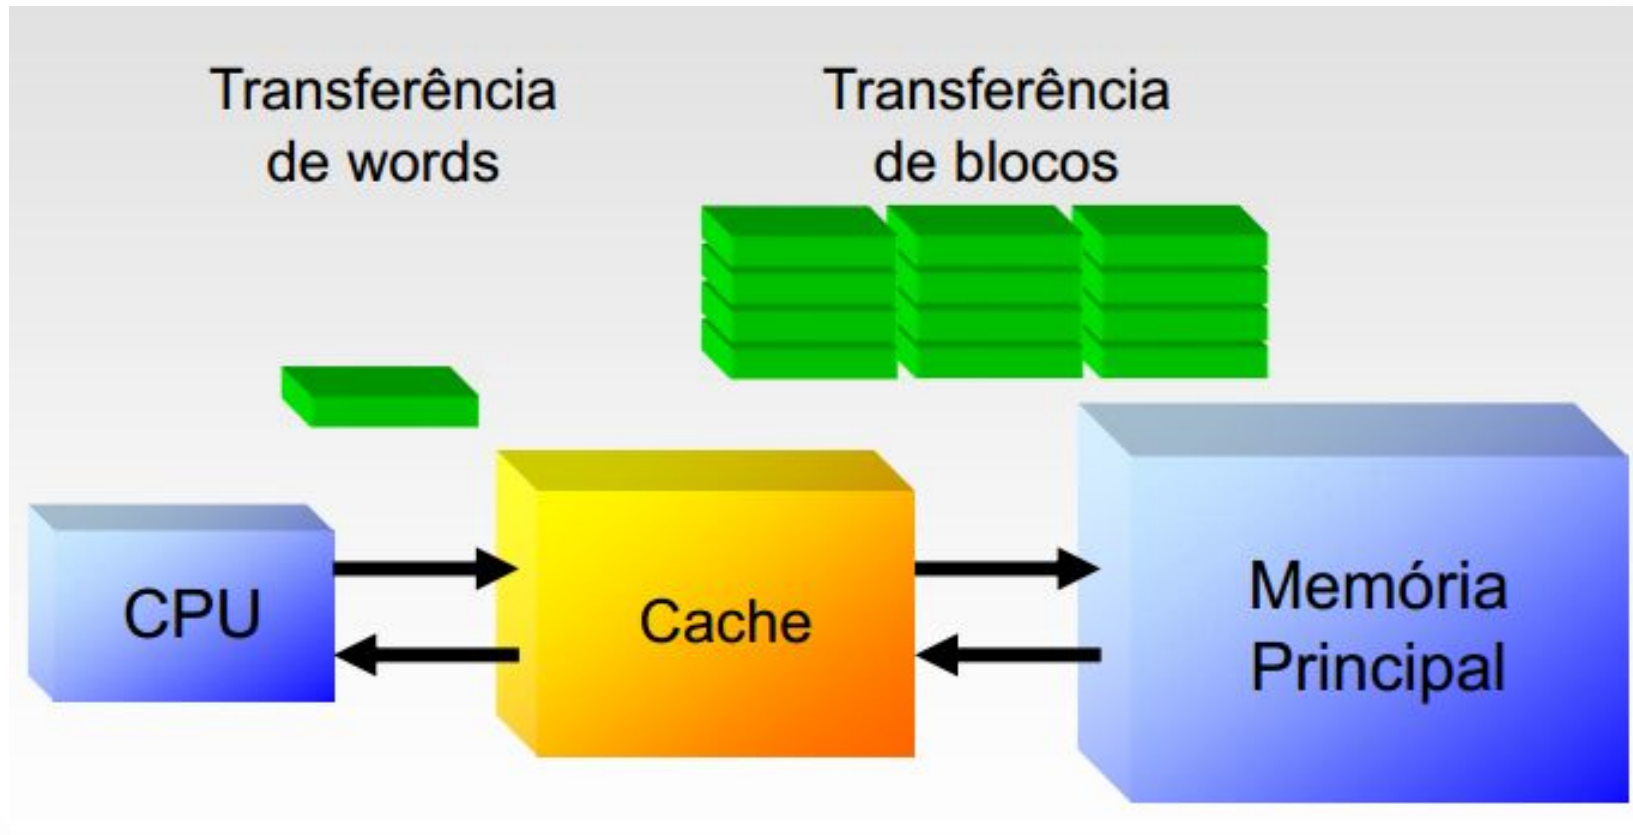 Transferência
de words
Transferência
de blocos
CPU
Cache
Memória
Principal